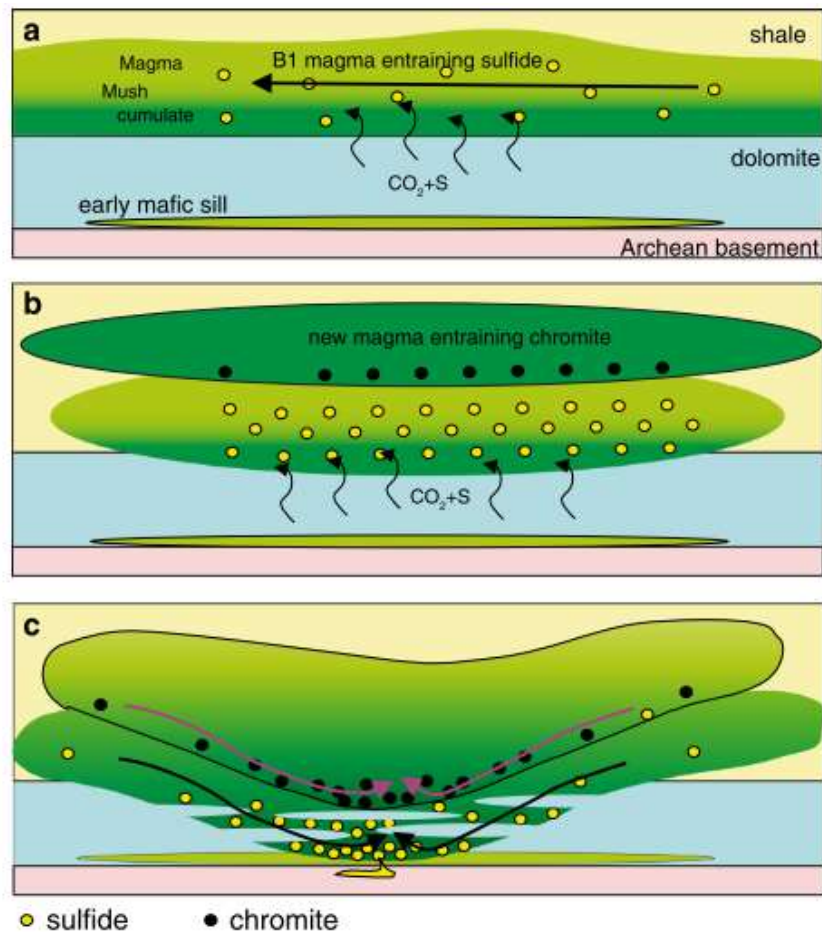 a
shale
Magma
B1 magma entraining sulfide
Mush
cumulate
dolomite
CO₂+S
early mafic sill
Archean basement
b
new magma entraining chromite
CO₂+S
c
sulfide
chromite